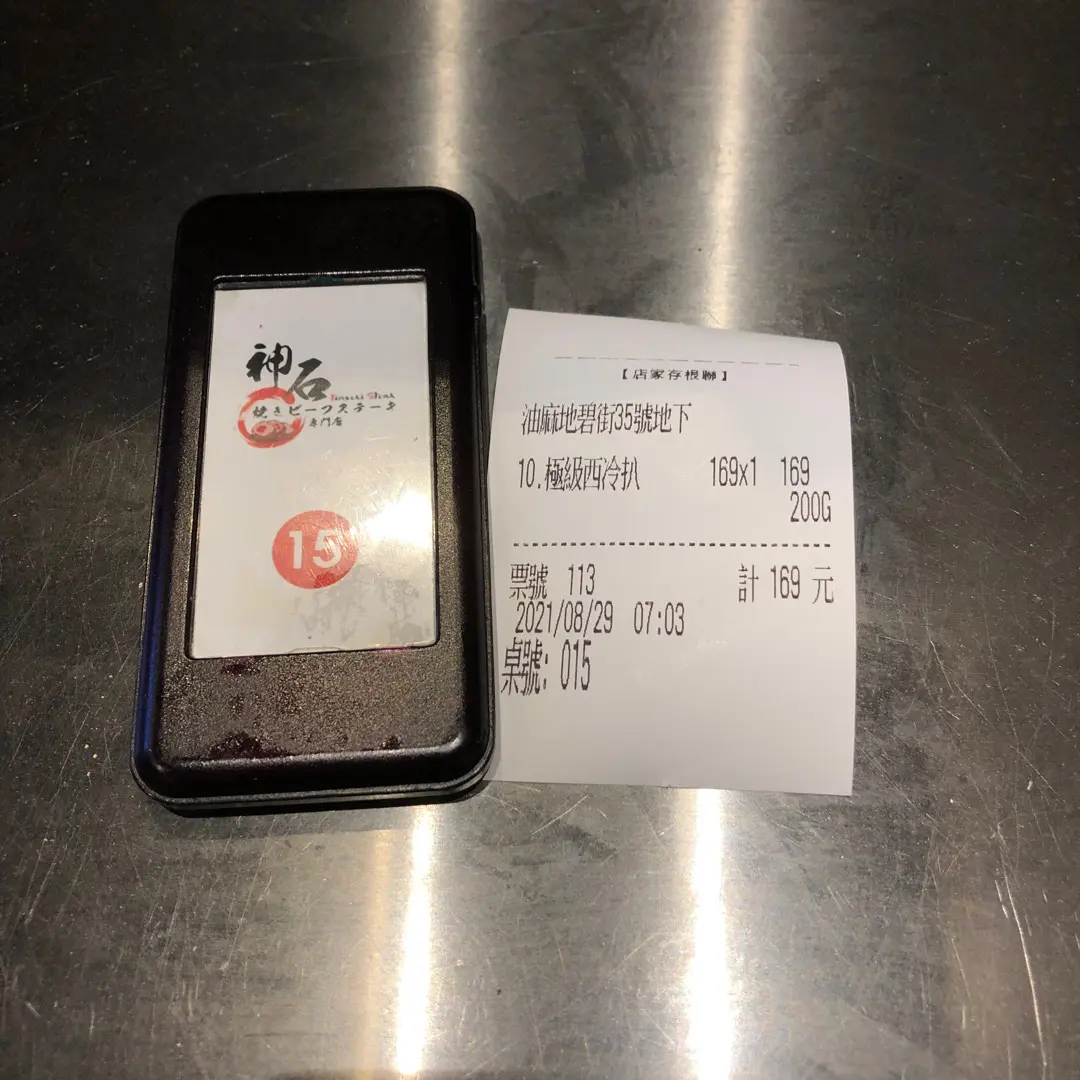 神石
焼きビーフステーキ
専門店
15
【店家存根聯】
油麻地碧街35號地下
10.極級西冷扒 169x1 169
200G
票號 113 計 169 元
2021/08/29 07:03
桌號: 015